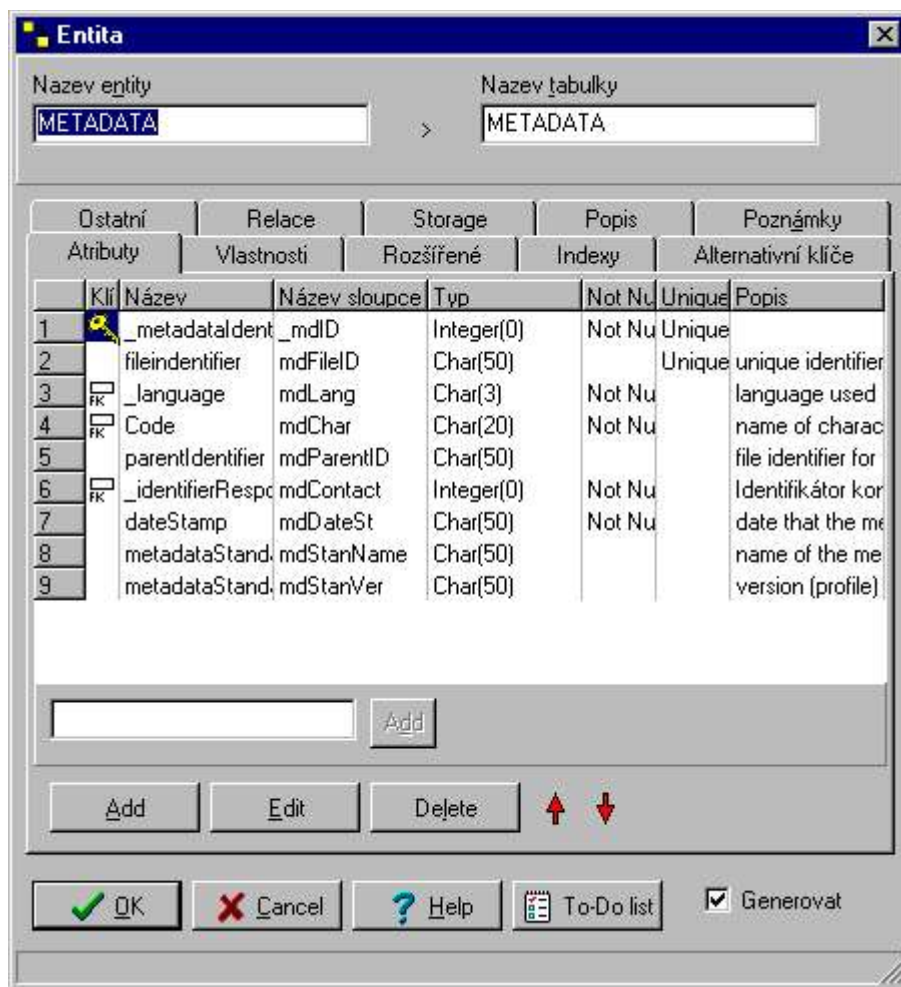 Entita
Nazev entity Nazev tabulky
METADATA > METADATA
Ostatní Relace Storage Popis Poznámky
Atributy Vlastnosti Rozšířené Indexy Alternativní klíče
Klí Název Název sloupce Typ Not Nu Unique Popis
1 _metadataIdent _mdID Integer(0) Not Nu Unique
2 fileindentifier mdFileID Char(50) Unique unique identifier
3 FK _language mdLang Char(3) Not Nu language used
4 FK Code mdChar Char(20) Not Nu name of charac
5 parentIdentifier mdParentID Char(50) file identifier for
6 FK _identifierRespo mdContact Integer(0) Not Nu Identifikátor kor
7 dateStamp mdDateSt Char(50) Not Nu date that the me
8 metadataStanda mdStanName Char(50) name of the me
9 metadataStanda mdStanVer Char(50) version (profile)
Add
Add Edit Delete
OK Cancel ? Help To-Do list Generovat